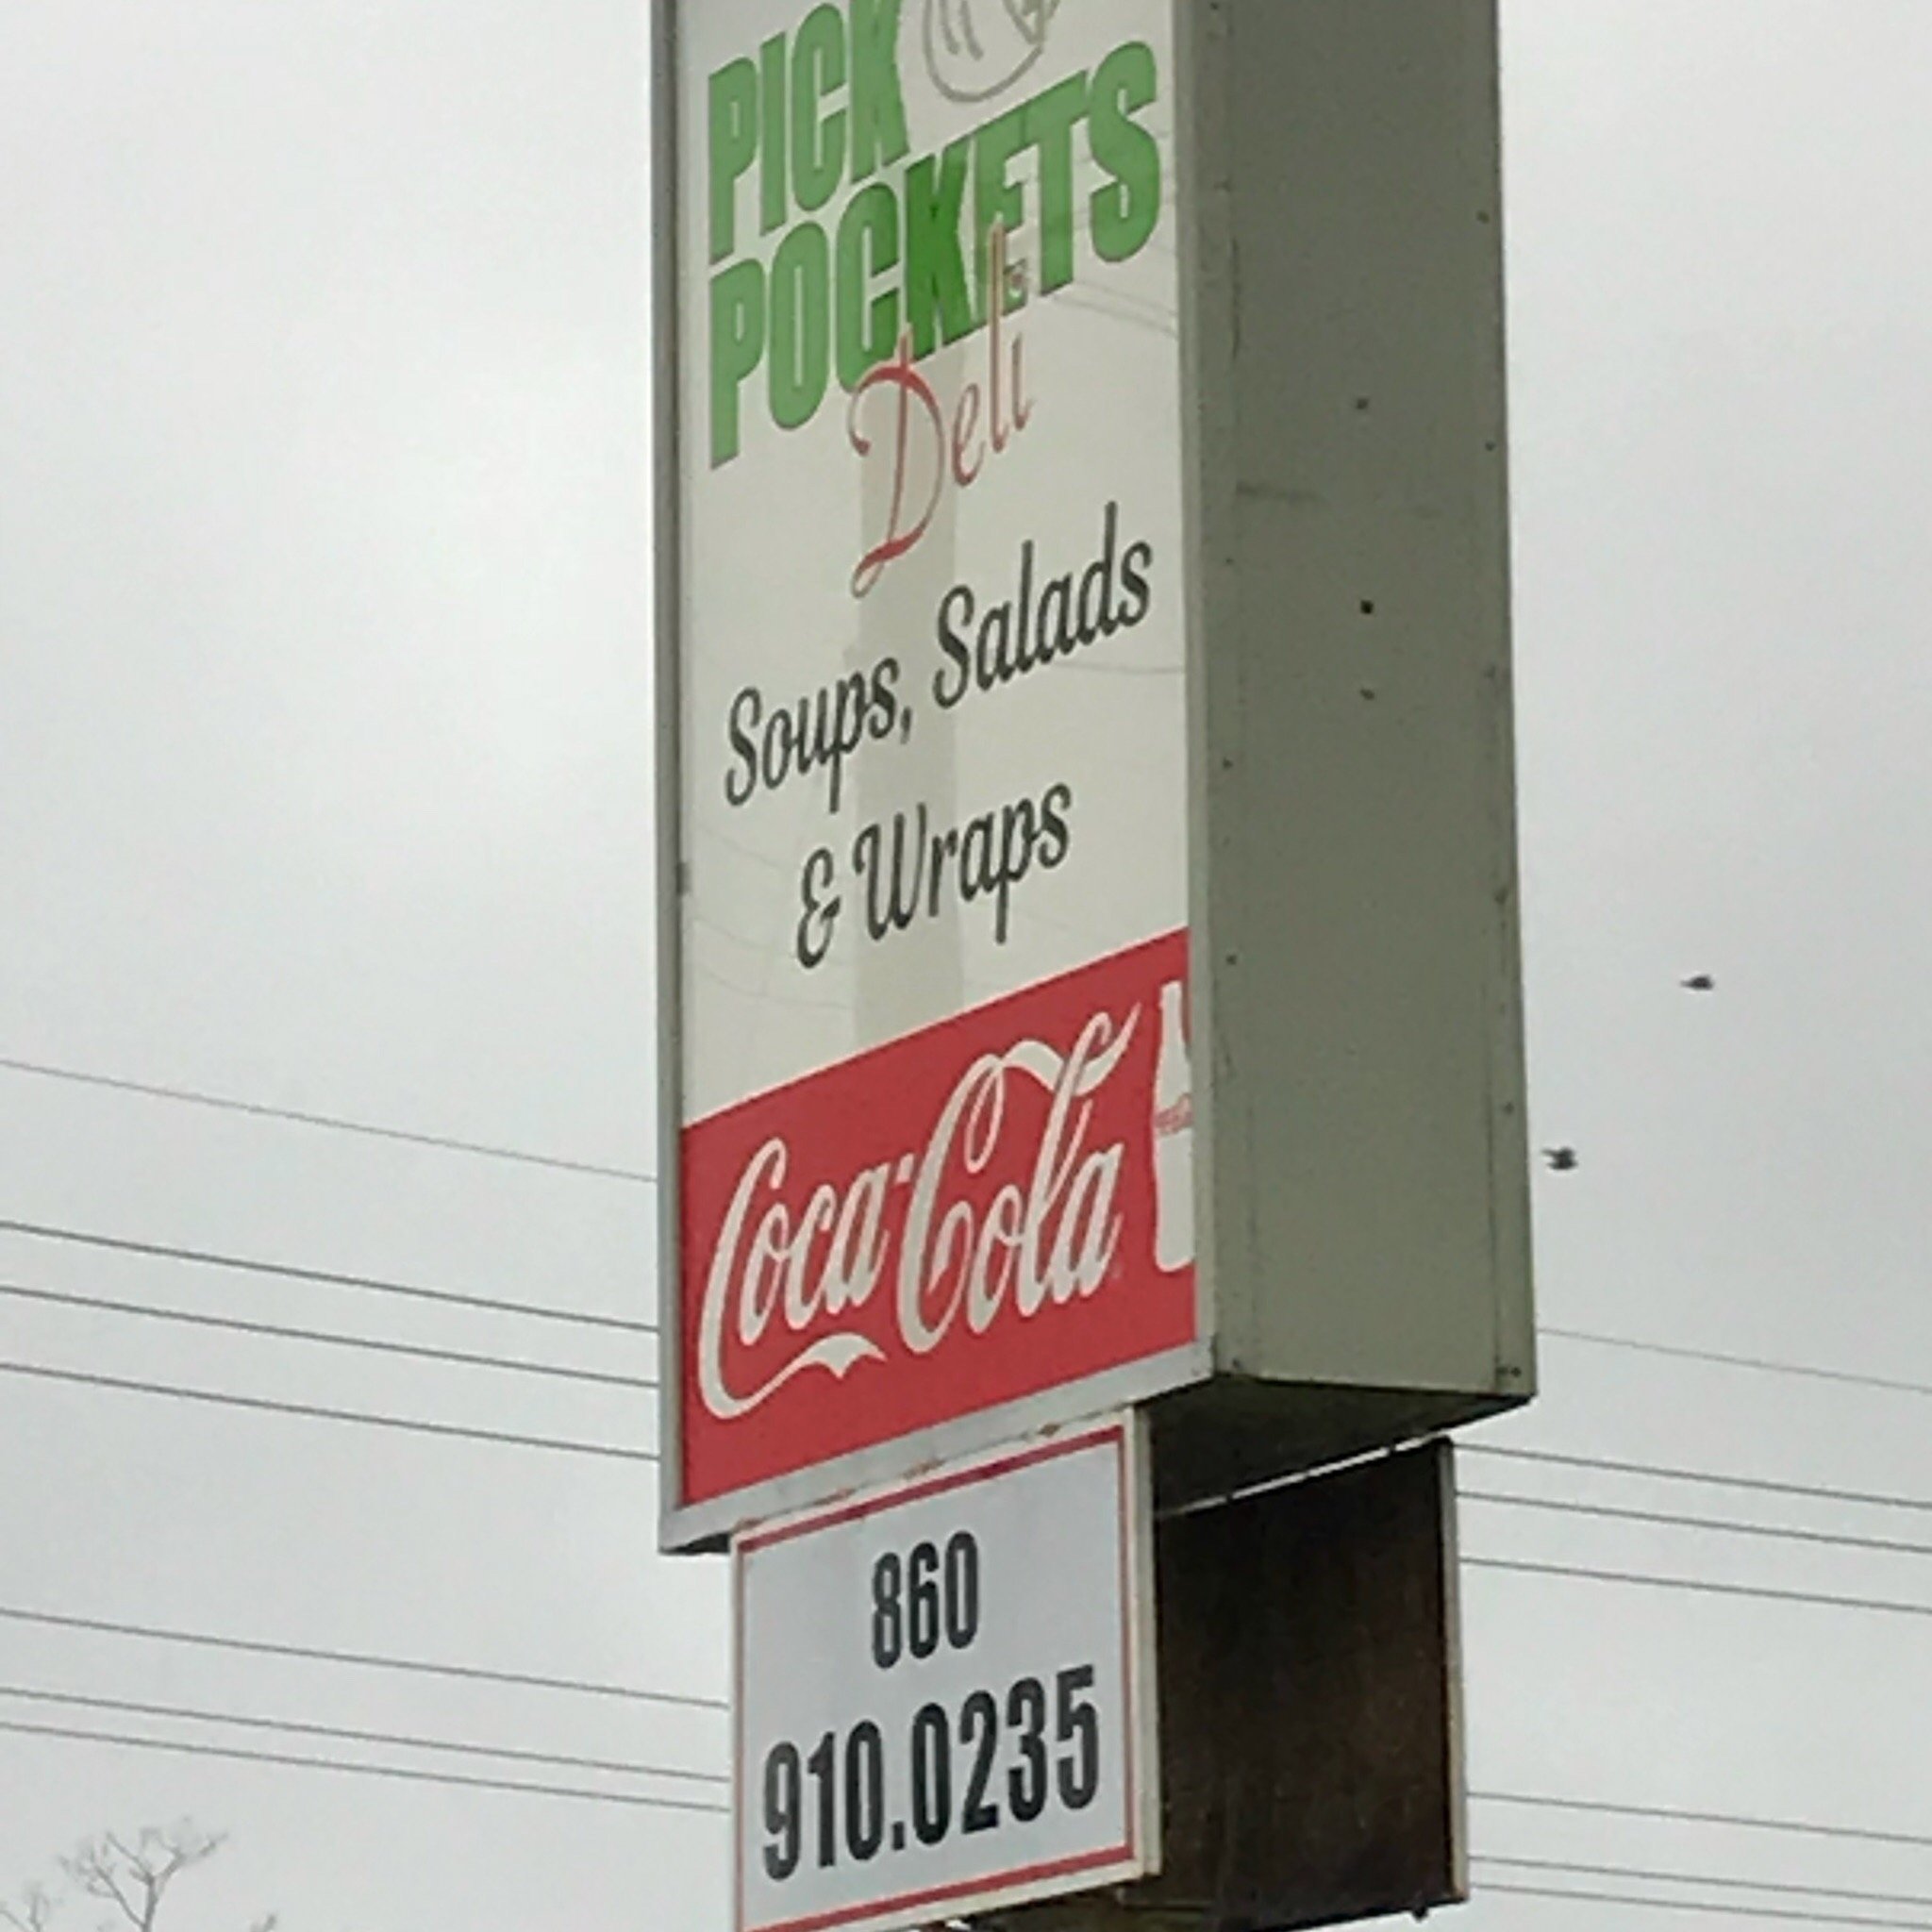 PICK
POCKETS
Deli
Soups, Salads
& Wraps
Coca-Cola
860
910.0235